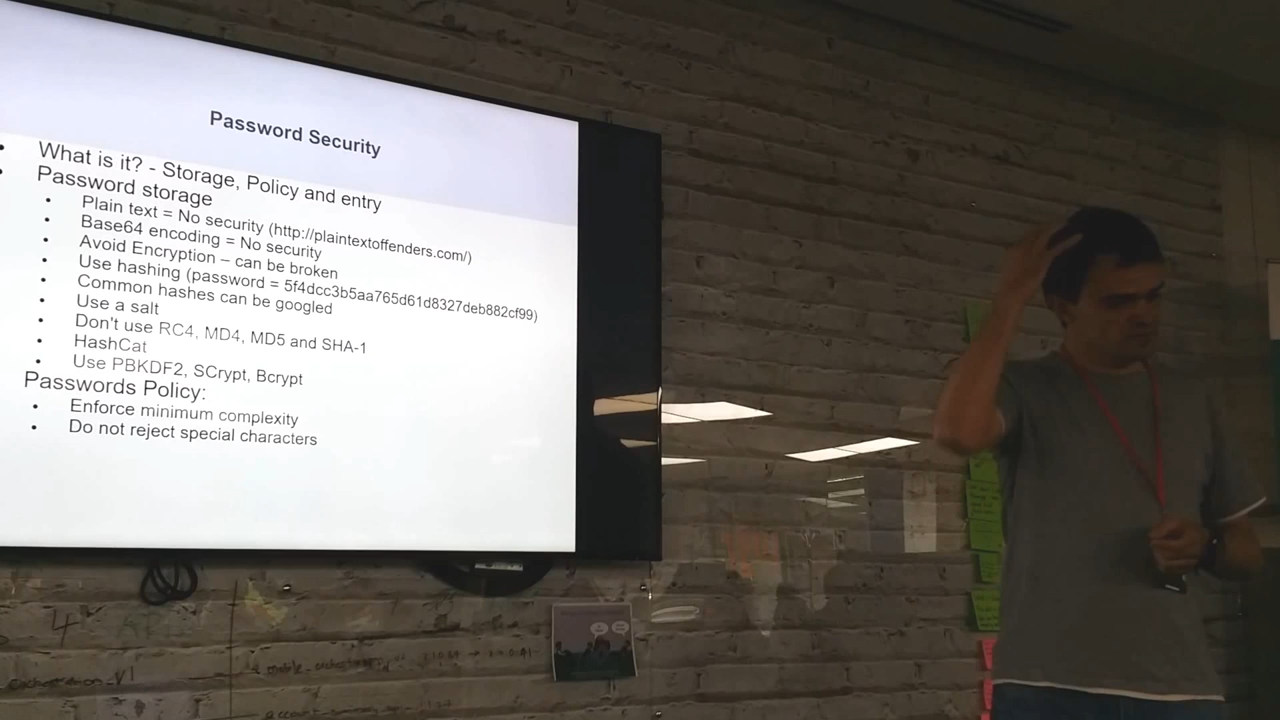 Password Security
What is it? - Storage, Policy and entry
Password storage
Plain text = No security (http://plaintextoffenders.com/)
Base64 encoding = No security
Avoid Encryption – can be broken
Use hashing (password = 5f4dcc3b5aa765d61d8327deb882cf99)
Common hashes can be googled
Use a salt
Don't use RC4, MD4, MD5 and SHA-1
HashCat
Use PBKDF2, SCrypt, Bcrypt
Passwords Policy:
Enforce minimum complexity
Do not reject special characters